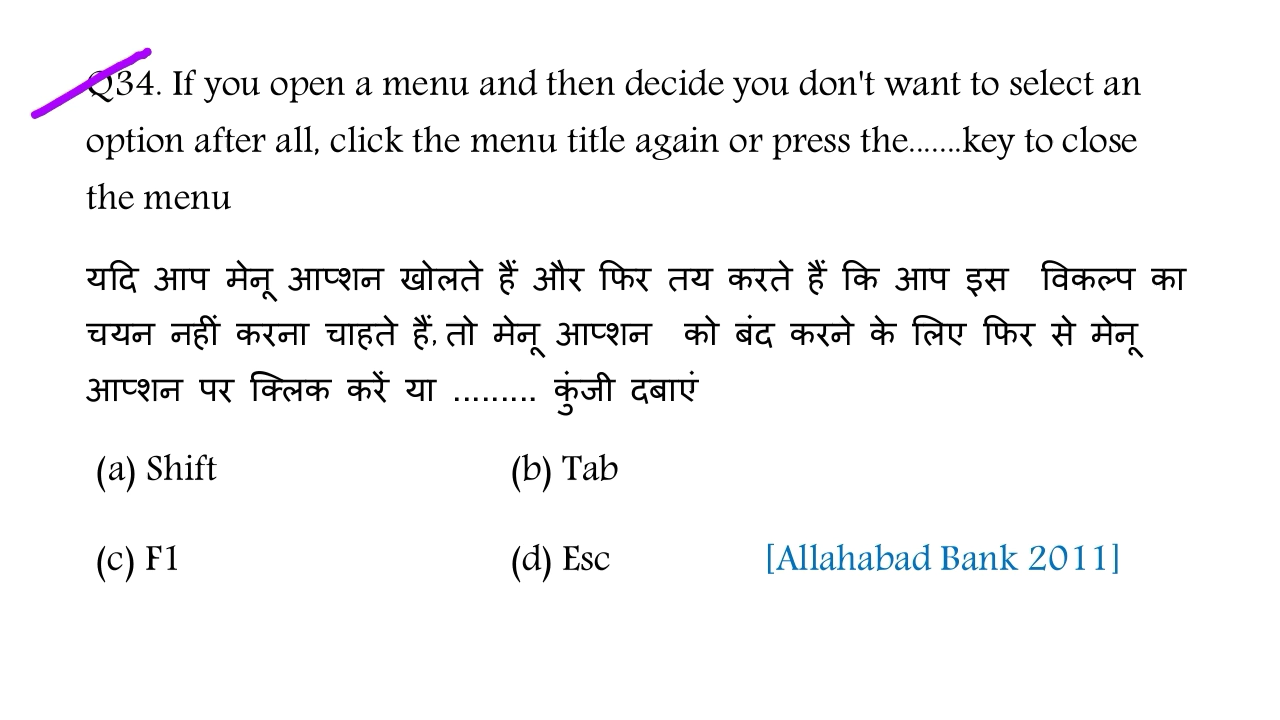 Q34. If you open a menu and then decide you don't want to select an
option after all, click the menu title again or press the.......key to close
the menu
यदि आप मेनू आप्शन खोलते हैं और फिर तय करते हैं कि आप इस विकल्प का
चयन नहीं करना चाहते हैं, तो मेनू आप्शन को बंद करने के लिए फिर से मेनू
आप्शन पर क्लिक करें या ......... कुंजी दबाएं
(a) Shift (b) Tab
(c) F1 (d) Esc [Allahabad Bank 2011]